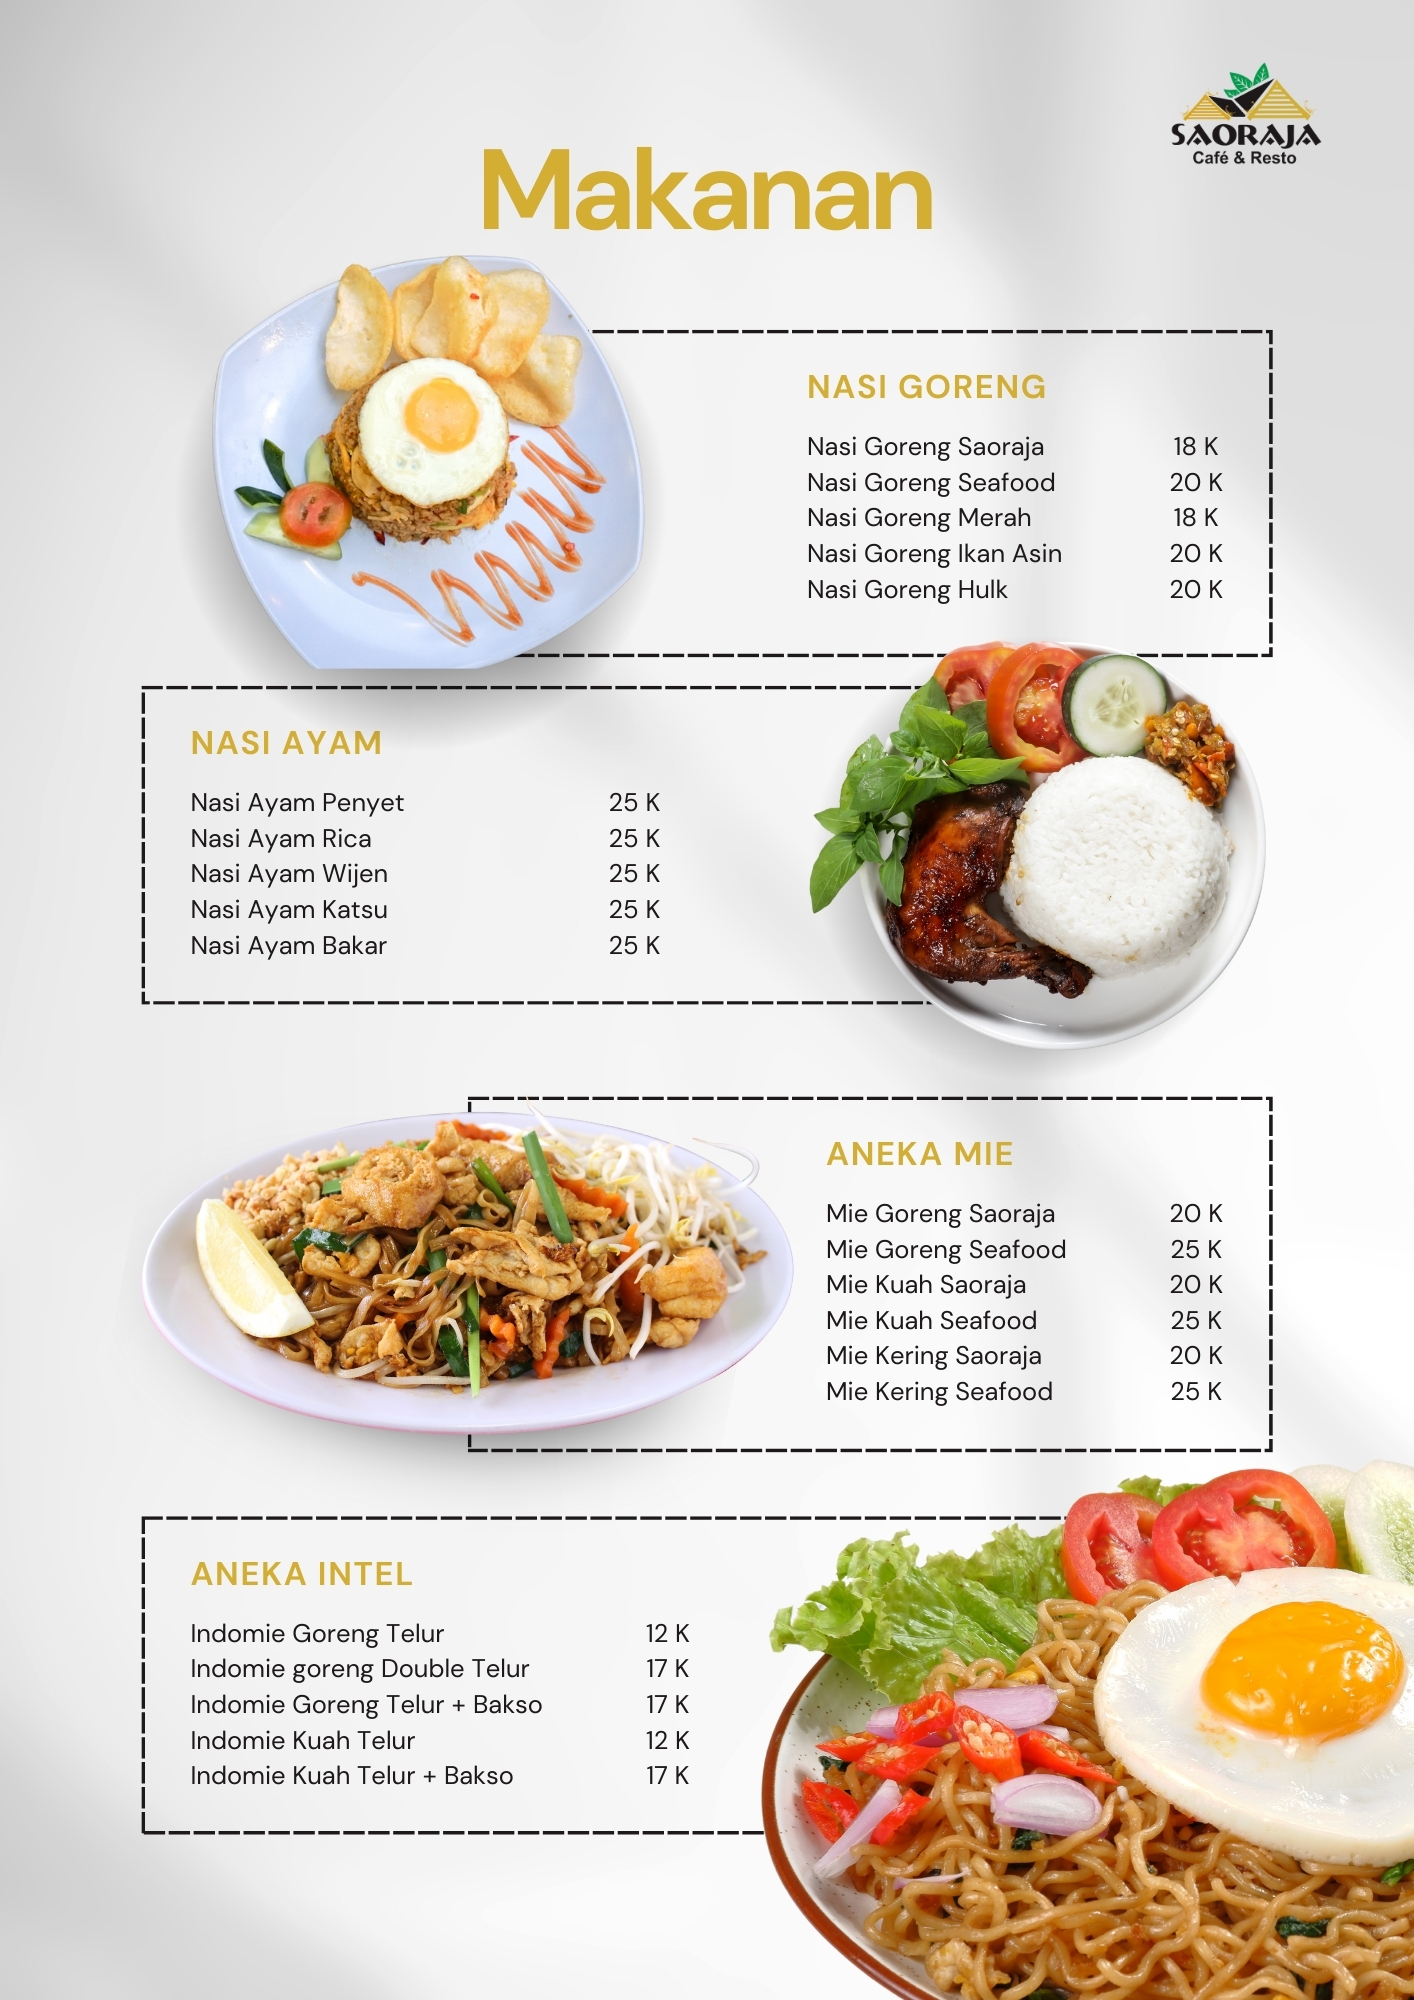 SAORAJA
Café & Resto
Makanan
NASI GORENG
Nasi Goreng Saoraja 18 K
Nasi Goreng Seafood 20 K
Nasi Goreng Merah 18 K
Nasi Goreng Ikan Asin 20 K
Nasi Goreng Hulk 20 K
NASI AYAM
Nasi Ayam Penyet 25 K
Nasi Ayam Rica 25 K
Nasi Ayam Wijen 25 K
Nasi Ayam Katsu 25 K
Nasi Ayam Bakar 25 K
ANEKA MIE
Mie Goreng Saoraja 20 K
Mie Goreng Seafood 25 K
Mie Kuah Saoraja 20 K
Mie Kuah Seafood 25 K
Mie Kering Saoraja 20 K
Mie Kering Seafood 25 K
ANEKA INTEL
Indomie Goreng Telur 12 K
Indomie goreng Double Telur 17 K
Indomie Goreng Telur + Bakso 17 K
Indomie Kuah Telur 12 K
Indomie Kuah Telur + Bakso 17 K